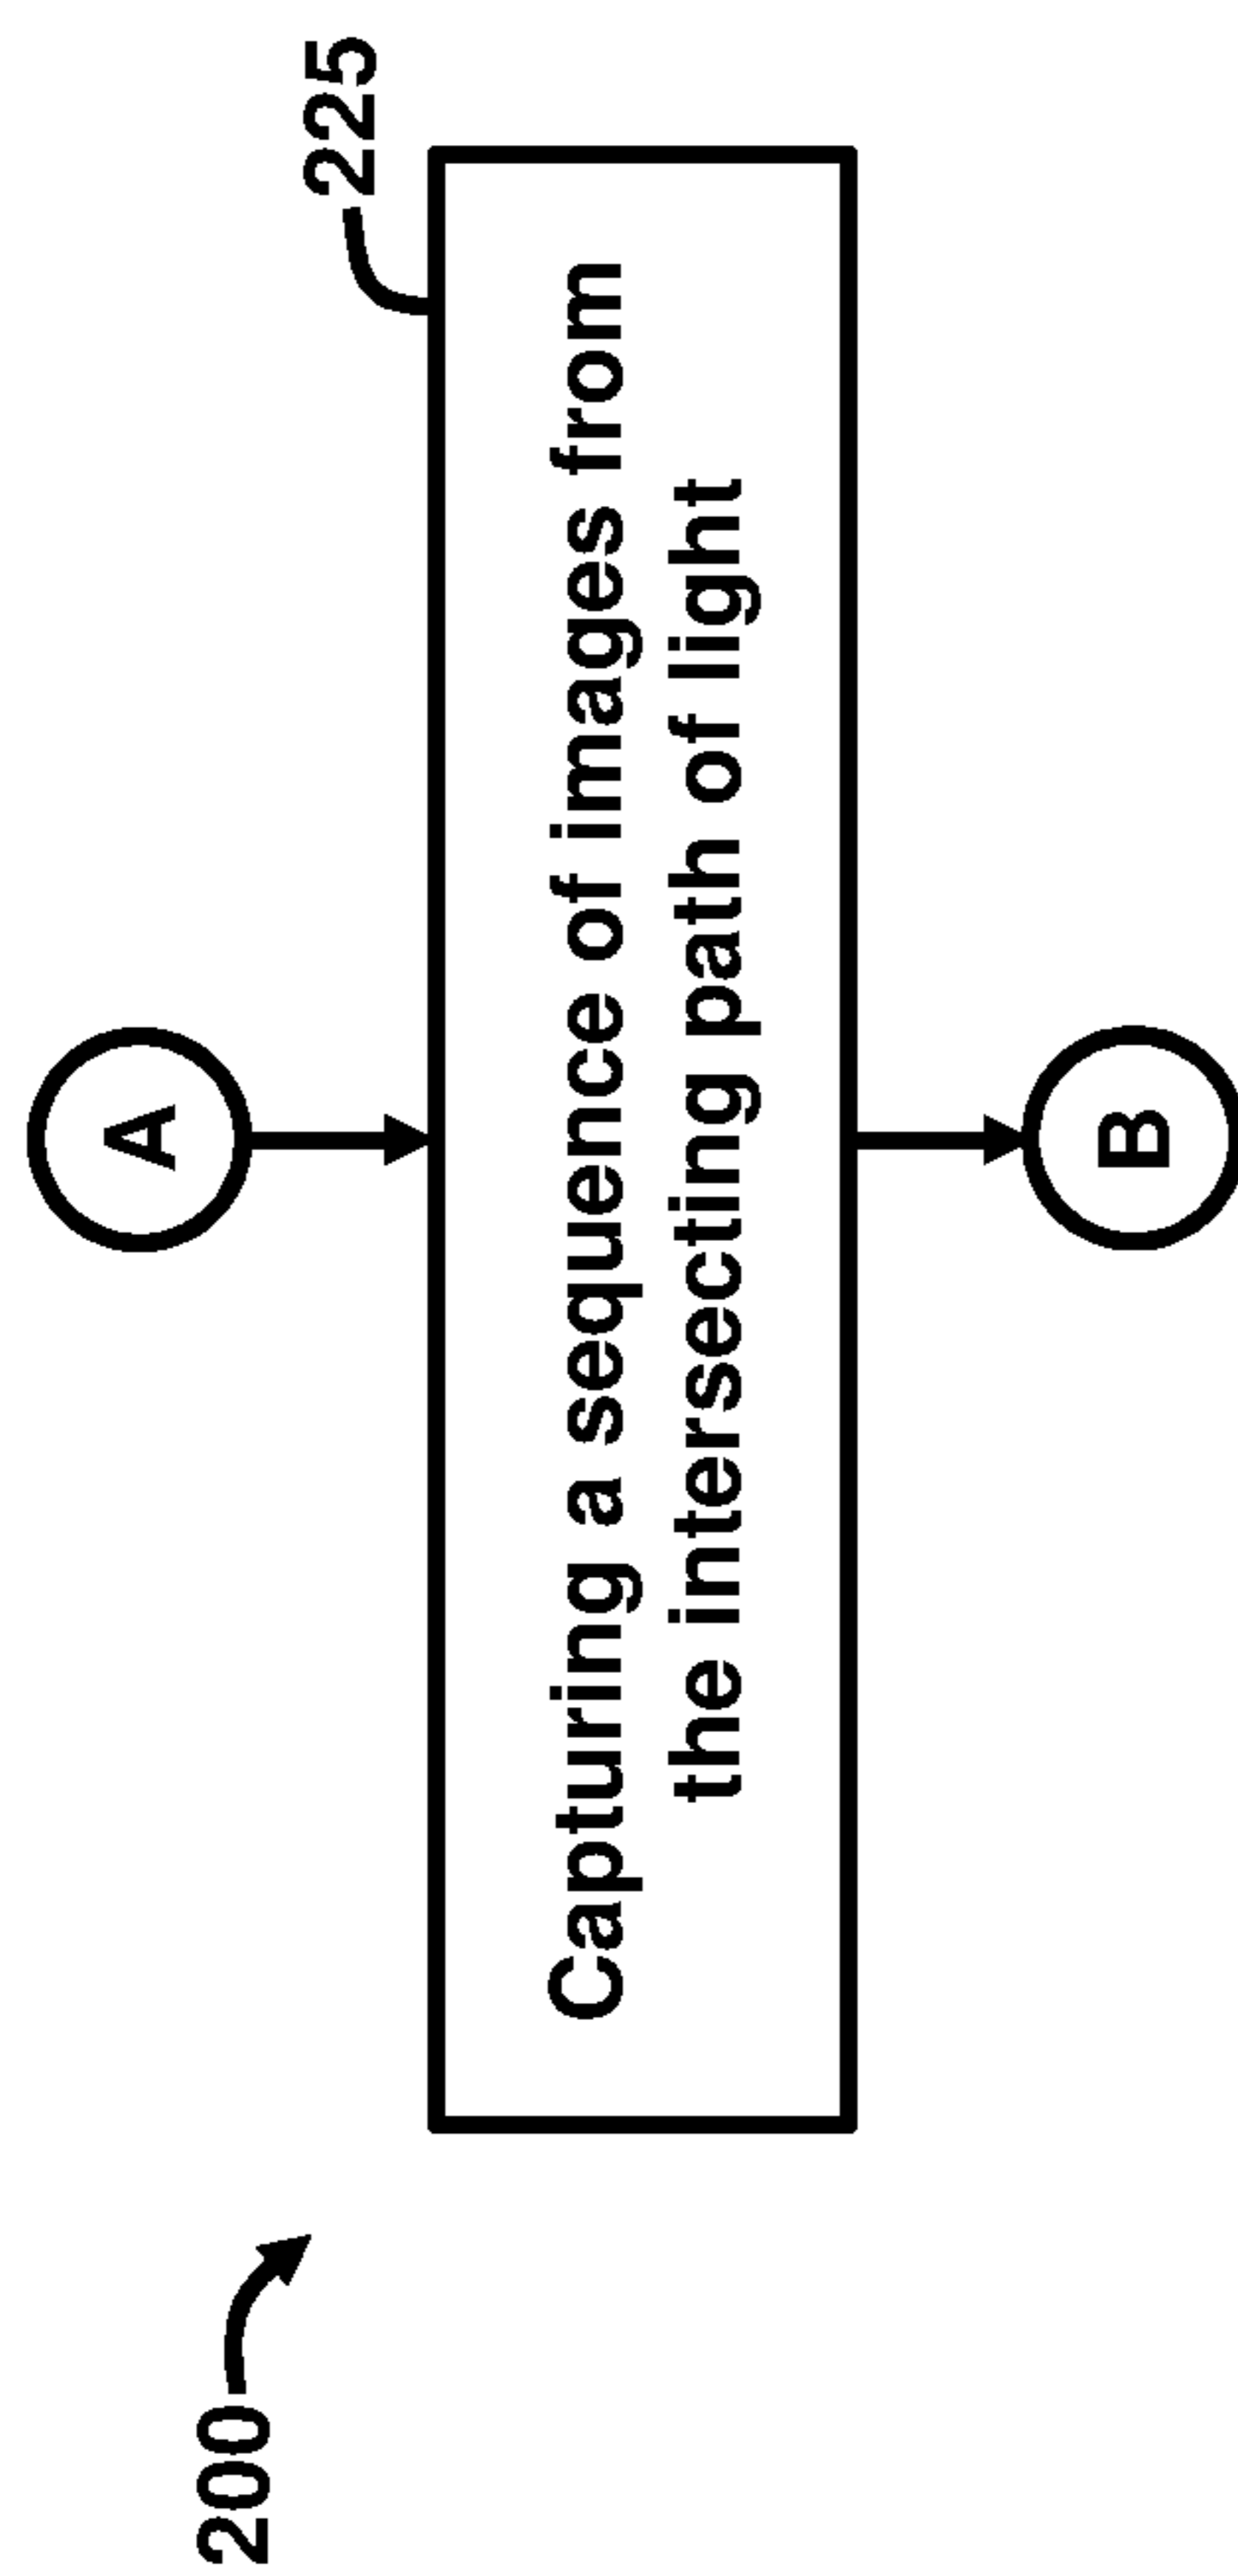 200
A
225
Capturing a sequence of images from
the intersecting path of light
B